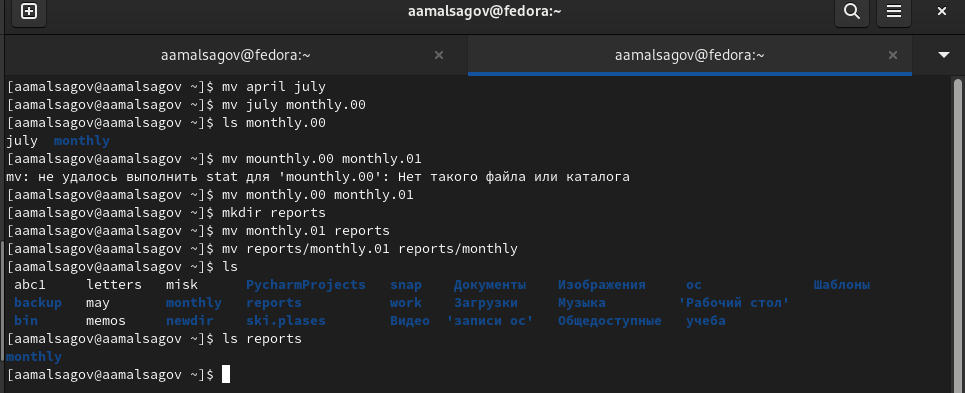 aamalsagov@fedora:~
aamalsagov@fedora:~ aamalsagov@fedora:~
[aamalsagov@aamalsagov ~]$ mv april july
[aamalsagov@aamalsagov ~]$ mv july monthly.00
[aamalsagov@aamalsagov ~]$ ls monthly.00
july monthly
[aamalsagov@aamalsagov ~]$ mv mounthly.00 monthly.01
mv: не удалось выполнить stat для 'mounthly.00': Нет такого файла или каталога
[aamalsagov@aamalsagov ~]$ mv monthly.00 monthly.01
[aamalsagov@aamalsagov ~]$ mkdir reports
[aamalsagov@aamalsagov ~]$ mv monthly.01 reports
[aamalsagov@aamalsagov ~]$ mv reports/monthly.01 reports/monthly
[aamalsagov@aamalsagov ~]$ ls
abc1 letters misk PycharmProjects snap Документы Изображения ос Шаблоны
backup may monthly reports work Загрузки Музыка 'Рабочий стол'
bin memos newdir ski.plases Видео 'записи ос' Общедоступные учеба
[aamalsagov@aamalsagov ~]$ ls reports
monthly
[aamalsagov@aamalsagov ~]$